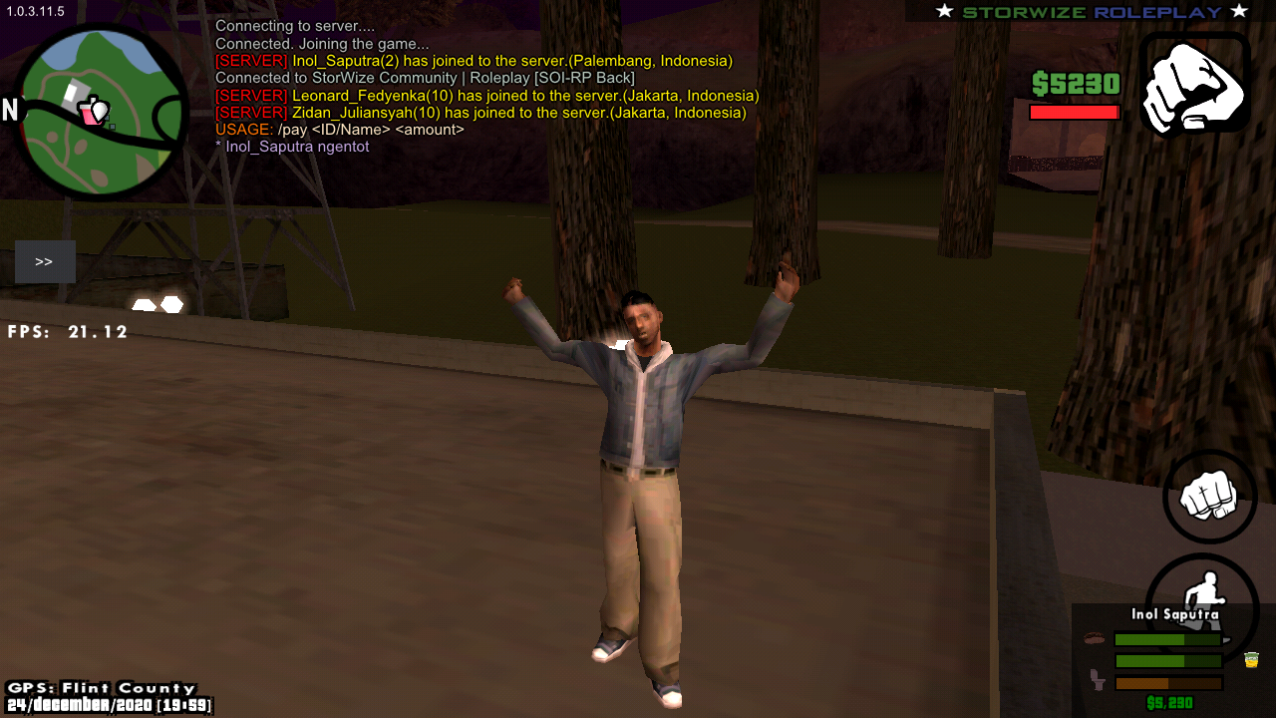 1.0.3.11.5
★ STORWIZE ROLEPLAY ★
Connecting to server....
Connected. Joining the game...
[SERVER] Inol_Saputra(2) has joined to the server.(Palembang, Indonesia)
Connected to StorWize Community | Roleplay [SOI-RP Back]
[SERVER] Leonard_Fedyenka(10) has joined to the server.(Jakarta, Indonesia)
[SERVER] Zidan_Juliansyah(10) has joined to the server.(Jakarta, Indonesia)
USAGE: /pay <ID/Name> <amount>
* Inol_Saputra ngentot
$5230
N
>>
FPS: 21.12
Inol Saputra
$5,230
GPS: Flint County
24/december/2020 [19:59]